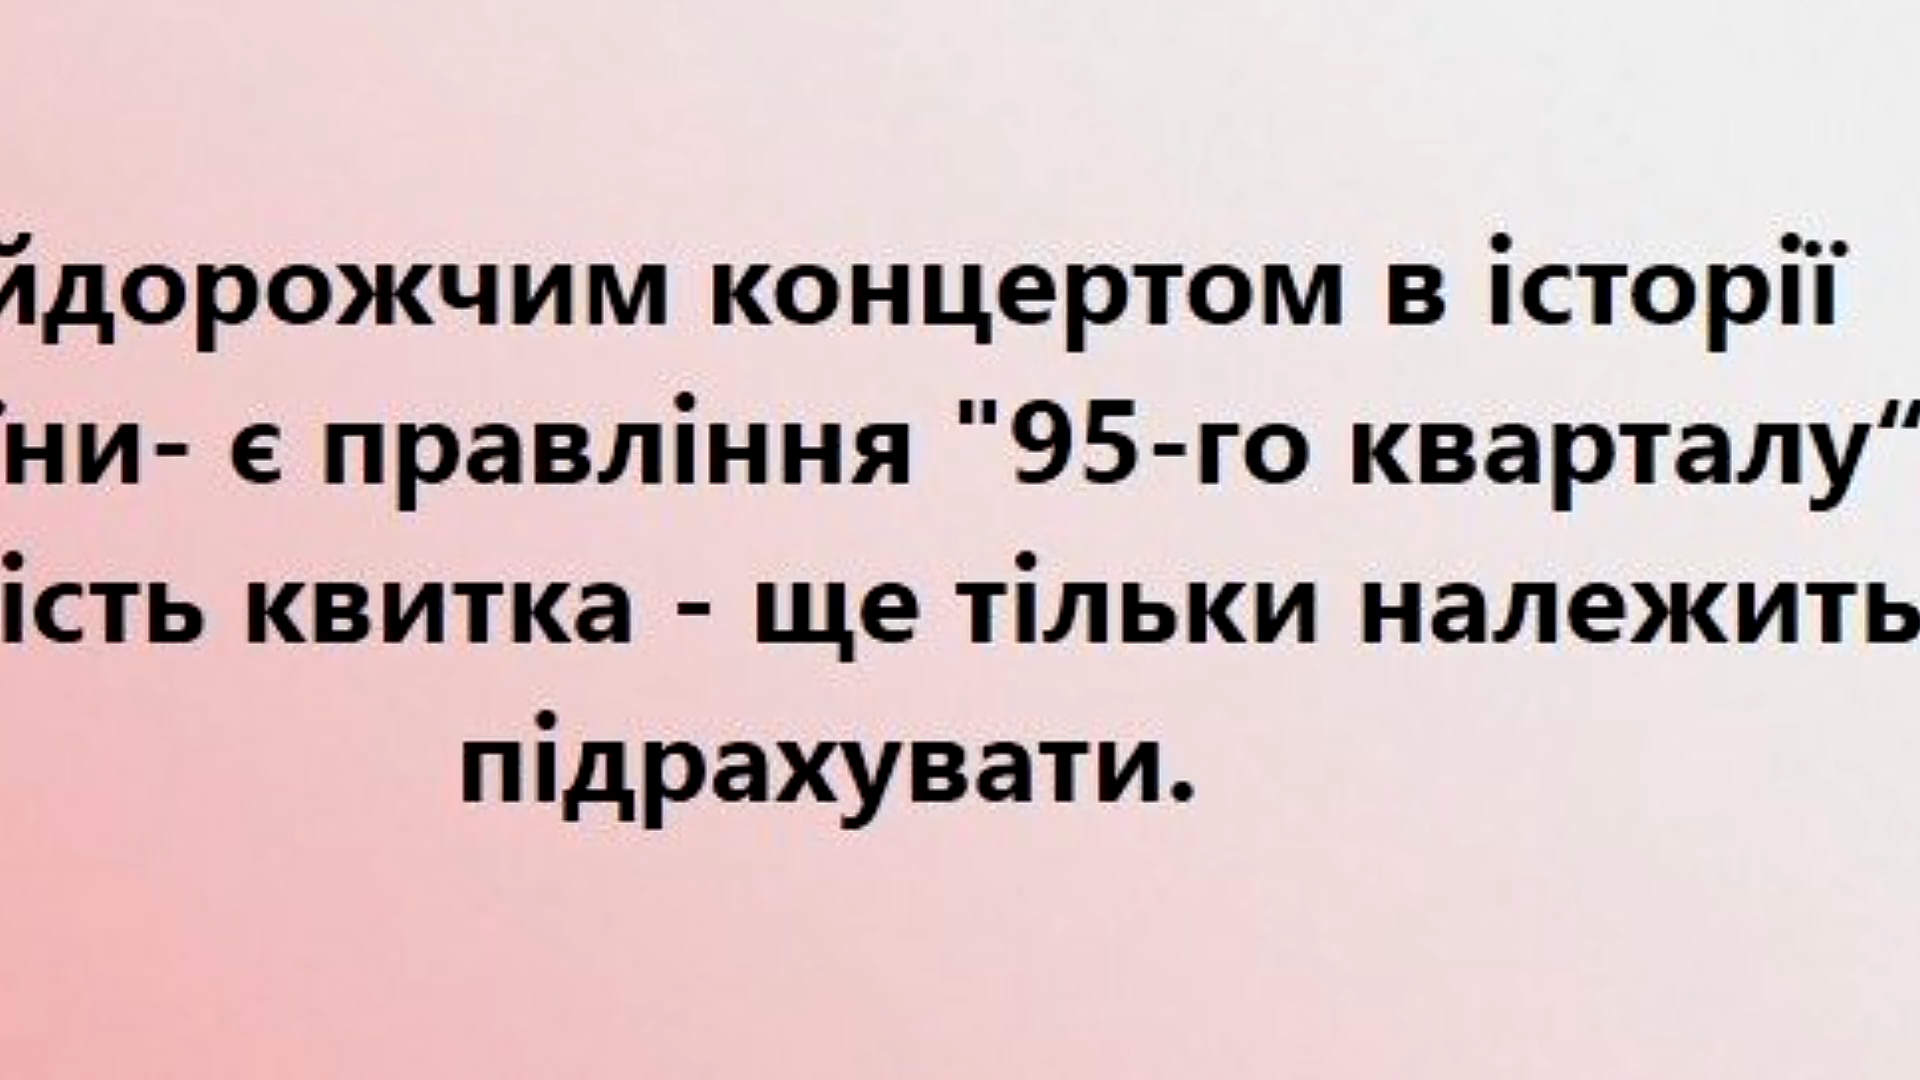 йдорожчим концертом в історії
їни- є правління "95-го кварталу“
ість квитка - ще тільки належить
підрахувати.